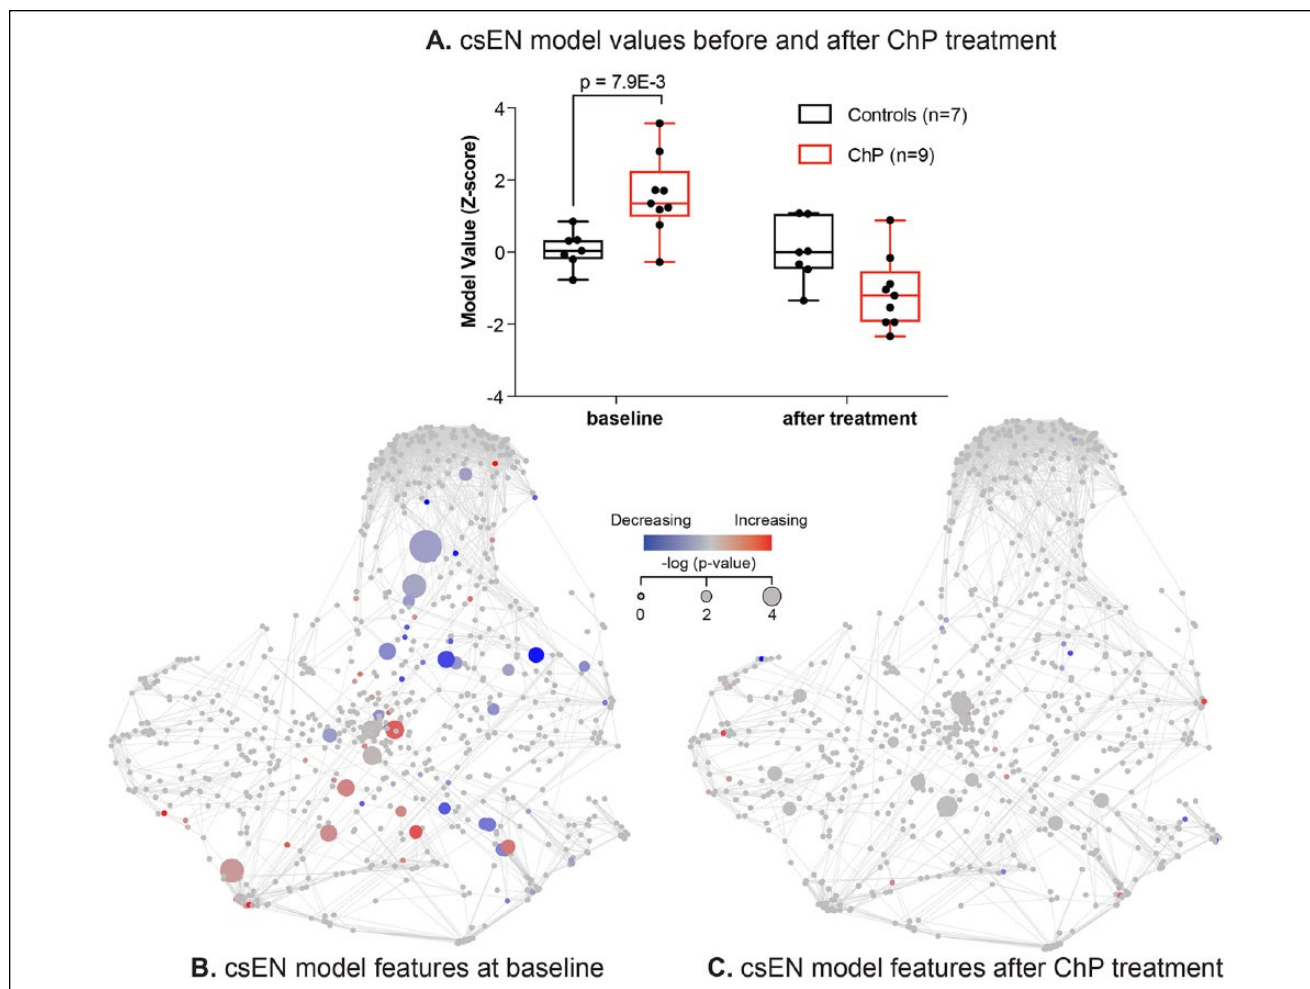 A. csEN model values before and after ChP treatment
p = 7.9E-3
4
2
0
-2
-4
Model Value (Z-score)
Controls (n=7)
ChP (n=9)
baseline
after treatment
Decreasing
Increasing
-log (p-value)
0
2
4
B. csEN model features at baseline
C. csEN model features after ChP treatment